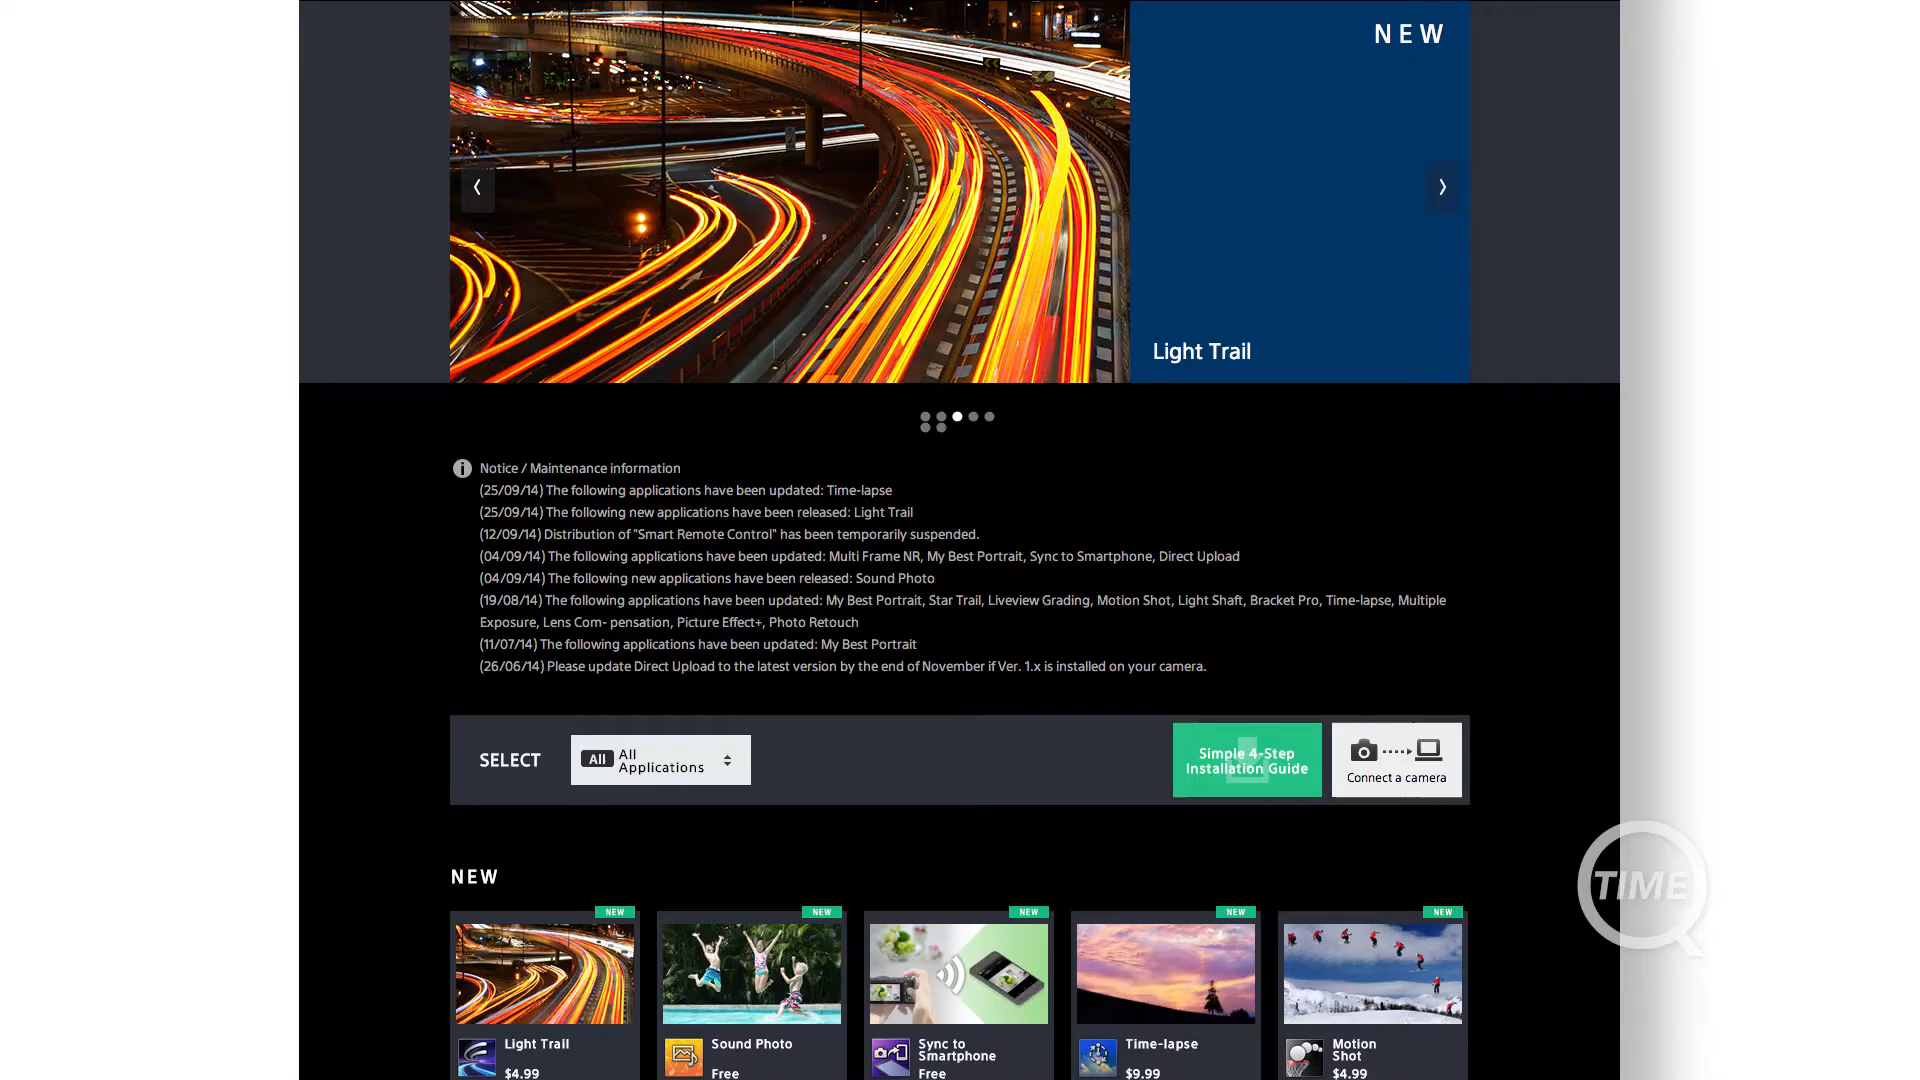 NEW
Light Trail
Notice / Maintenance information
(25/09/14) The following applications have been updated: Time-lapse
(25/09/14) The following new applications have been released: Light Trail
(12/09/14) Distribution of "Smart Remote Control" has been temporarily suspended.
(04/09/14) The following applications have been updated: Multi Frame NR, My Best Portrait, Sync to Smartphone, Direct Upload
(04/09/14) The following new applications have been released: Sound Photo
(19/08/14) The following applications have been updated: My Best Portrait, Star Trail, Liveview Grading, Motion Shot, Light Shaft, Bracket Pro, Time-lapse, Multiple
Exposure, Lens Com- pensation, Picture Effect+, Photo Retouch
(11/07/14) The following applications have been updated: My Best Portrait
(26/06/14) Please update Direct Upload to the latest version by the end of November if Ver. 1.x is installed on your camera.
SELECT
All
All
Applications
Simple 4-Step
Installation Guide
Connect a camera
TIME
NEW
NEW
NEW
NEW
NEW
NEW
Light Trail
$4.99
Sound Photo
Free
Sync to
Smartphone
Free
Time-lapse
$9.99
Motion
Shot
$4.99